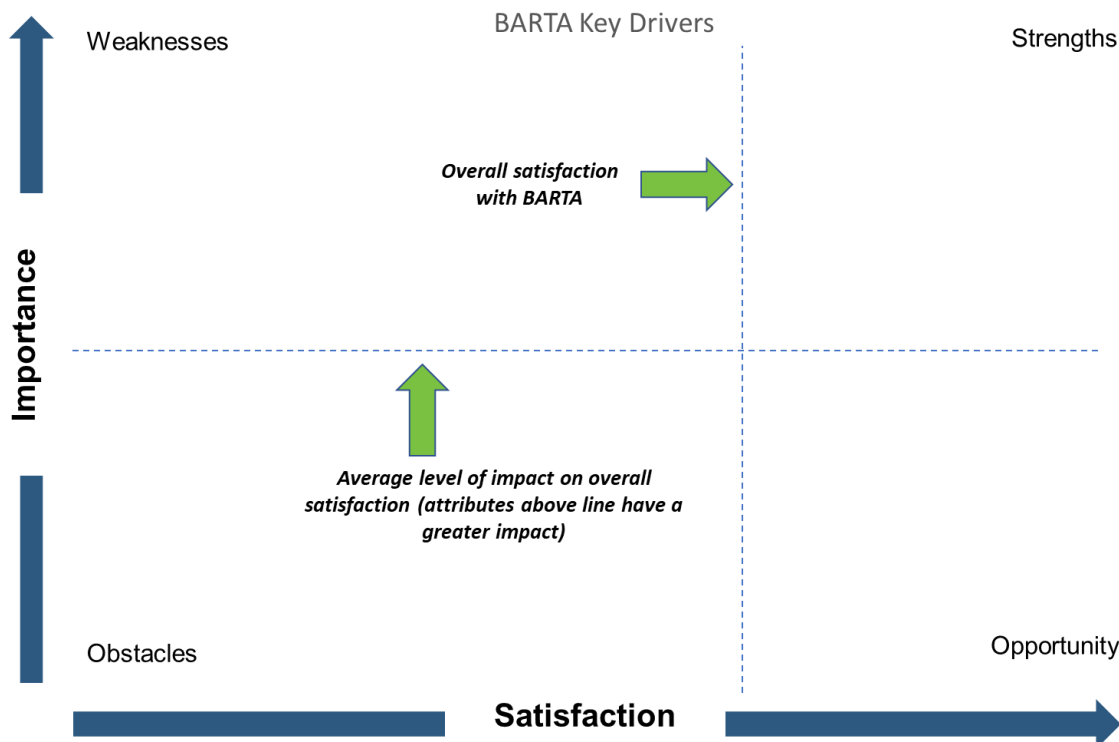 BARTA Key Drivers
Weaknesses
Strengths
Overall satisfaction
with BARTA
Importance
Average level of impact on overall
satisfaction (attributes above line have a
greater impact)
Obstacles
Opportunity
Satisfaction